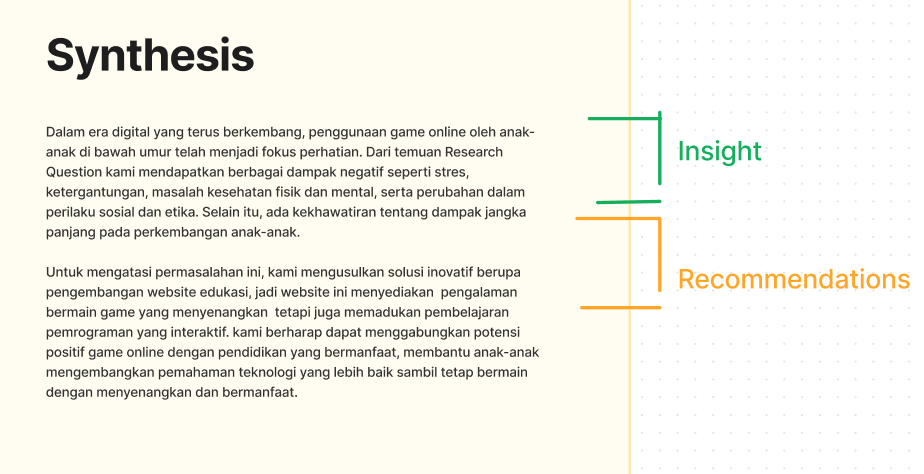 Synthesis
Dalam era digital yang terus berkembang, penggunaan game online oleh anak-
anak di bawah umur telah menjadi fokus perhatian. Dari temuan Research
Question kami mendapatkan berbagai dampak negatif seperti stres,
ketergantungan, masalah kesehatan fisik dan mental, serta perubahan dalam
perilaku sosial dan etika. Selain itu, ada kekhawatiran tentang dampak jangka
panjang pada perkembangan anak-anak.
Untuk mengatasi permasalahan ini, kami mengusulkan solusi inovatif berupa
pengembangan website edukasi, jadi website ini menyediakan  pengalaman
bermain game yang menyenangkan  tetapi juga memadukan pembelajaran
pemrograman yang interaktif. kami berharap dapat menggabungkan potensi
positif game online dengan pendidikan yang bermanfaat, membantu anak-anak
mengembangkan pemahaman teknologi yang lebih baik sambil tetap bermain
dengan menyenangkan dan bermanfaat.
Insight
Recommendations